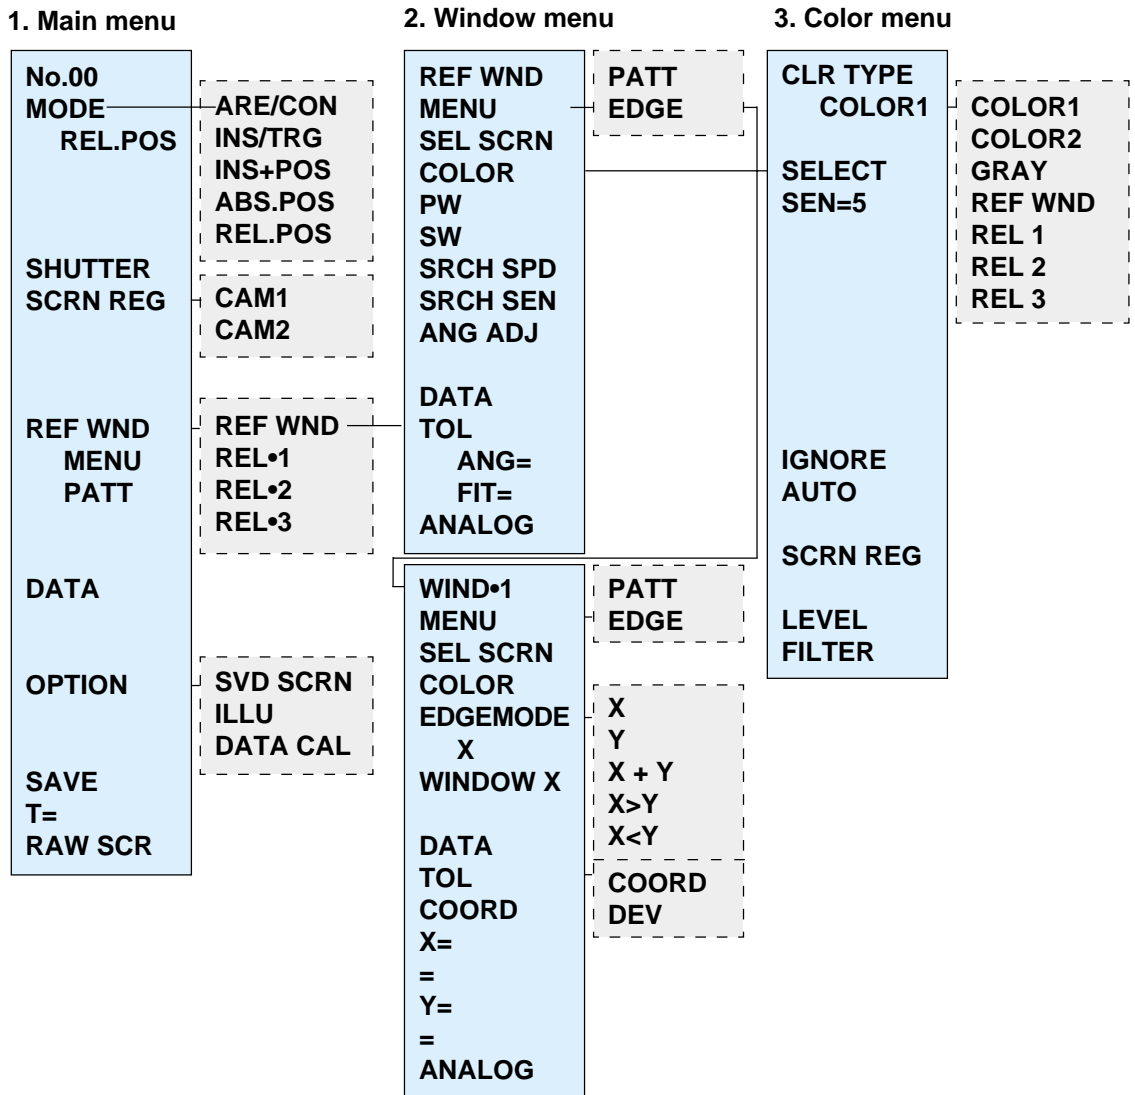 1. Main menu
No.00
MODE
REL.POS
SHUTTER
SCRN REG
REF WND
MENU
PATT
DATA
OPTION
SAVE
T=
RAW SCR
ARE/CON
INS/TRG
INS+POS
ABS.POS
REL.POS
CAM1
CAM2
REF WND
REL•1
REL•2
REL•3
SVD SCRN
ILLU
DATA CAL
2. Window menu
REF WND
MENU
SEL SCRN
COLOR
PW
SW
SRCH SPD
SRCH SEN
ANG ADJ
DATA
TOL
ANG=
FIT=
ANALOG
PATT
EDGE
WIND•1
MENU
SEL SCRN
COLOR
EDGEMODE
X
WINDOW X
DATA
TOL
COORD
X=
=
Y=
=
ANALOG
PATT
EDGE
X
Y
X + Y
X>Y
X<Y
COORD
DEV
3. Color menu
CLR TYPE
COLOR1
SELECT
SEN=5
IGNORE
AUTO
SCRN REG
LEVEL
FILTER
COLOR1
COLOR2
GRAY
REF WND
REL 1
REL 2
REL 3